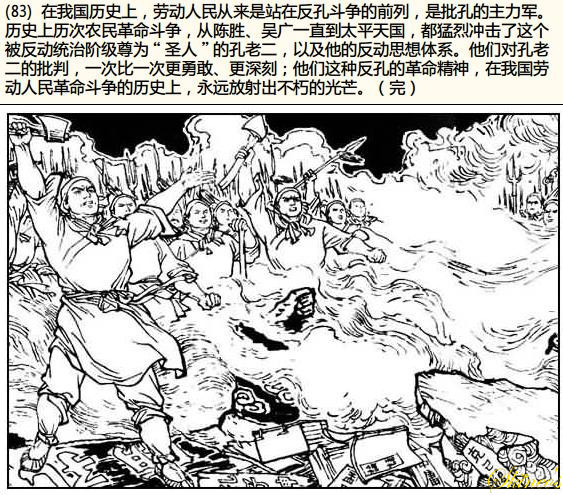 (83) 在我国历史上，劳动人民从来是站在反孔斗争的前列，是批孔的主力军。
历史上历次农民革命斗争，从陈胜、吴广一直到太平天国，都猛烈冲击了这个
被反动统治阶级尊为“圣人”的孔老二，以及他的反动思想体系。他们对孔老
二的批判，一次比一次更勇敢、更深刻；他们这种反孔的革命精神，在我国劳
动人民革命斗争的历史上，永远放射出不朽的光芒。（完）
克己